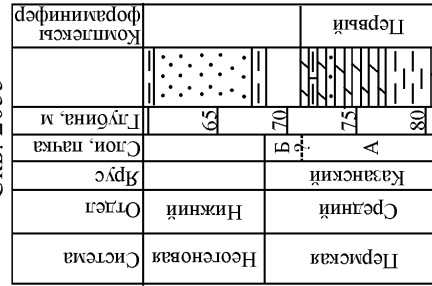 Комплексы
фораминифер
Первый
Глубина, м
65
70
75
80
Слои, пачка
Б
?
А
Ярус
Казанский
Отдел
Нижний
Средний
Система
Неогеновая
Пермская